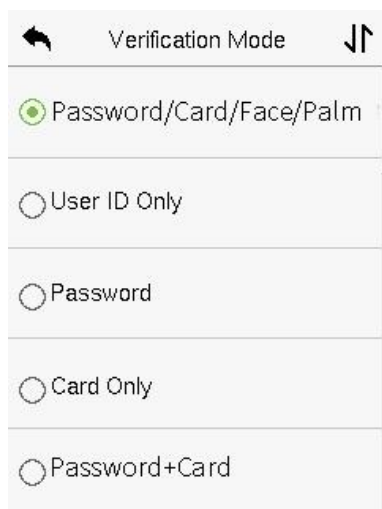 Verification Mode
Password/Card/Face/Palm
User ID Only
Password
Card Only
Password+Card